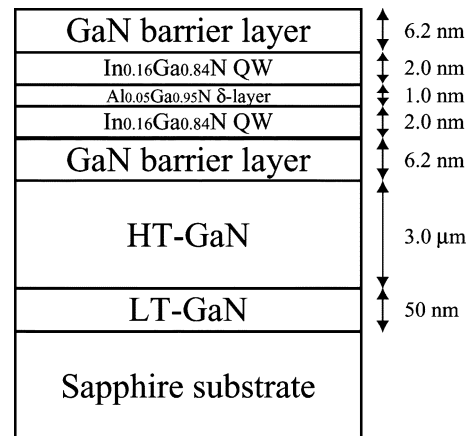 GaN barrier layer 6.2 nm
In0.16Ga0.84N QW 2.0 nm
Al0.05Ga0.95N δ-layer 1.0 nm
In0.16Ga0.84N QW 2.0 nm
GaN barrier layer 6.2 nm
HT-GaN 3.0 μm
LT-GaN 50 nm
Sapphire substrate